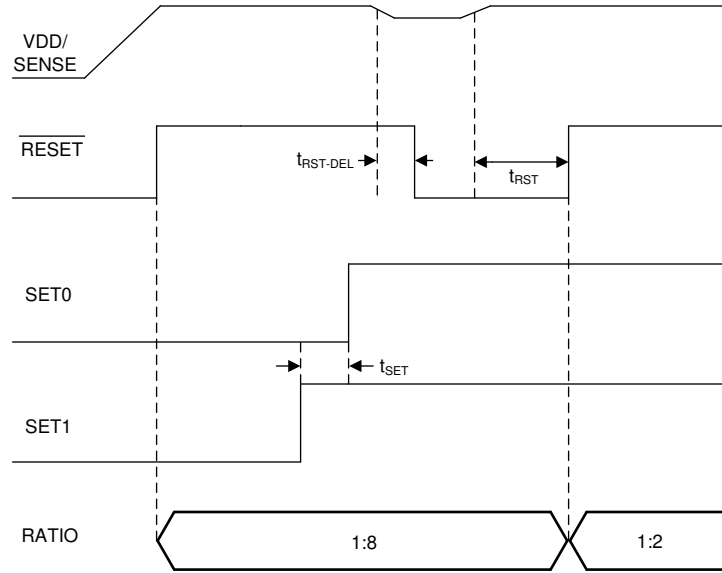 VDD/
SENSE
RESET
tRST-DEL
tRST
SET0
tSET
SET1
RATIO
1:8
1:2